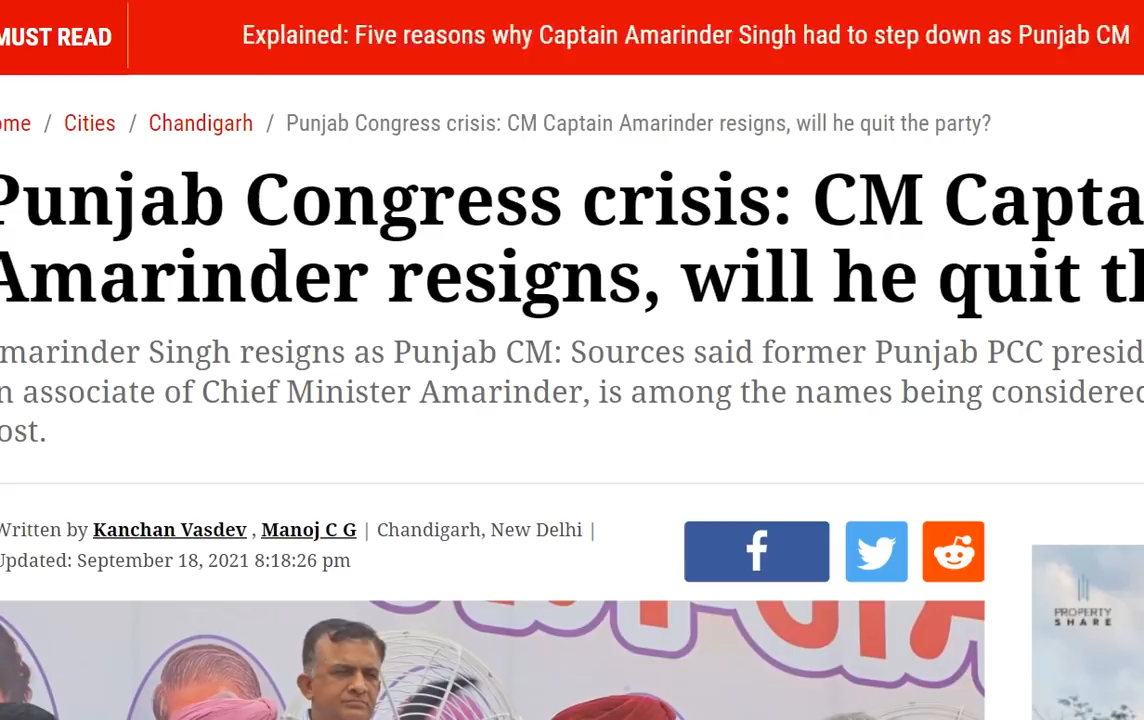 MUST READ
Explained: Five reasons why Captain Amarinder Singh had to step down as Punjab CM
ome / Cities / Chandigarh / Punjab Congress crisis: CM Captain Amarinder resigns, will he quit the party?
Punjab Congress crisis: CM Capta
Amarinder resigns, will he quit th
marinder Singh resigns as Punjab CM: Sources said former Punjab PCC presid
n associate of Chief Minister Amarinder, is among the names being considered
ost.
Written by Kanchan Vasdev , Manoj C G | Chandigarh, New Delhi |
Updated: September 18, 2021 8:18:26 pm
PROPERTY
SHARE